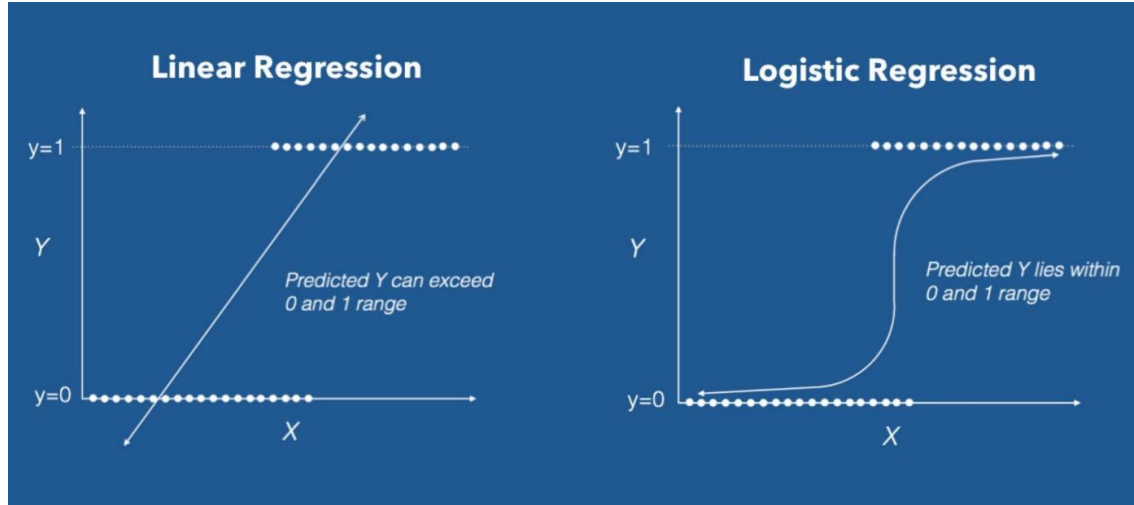 Linear Regression
y=1
Y
Predicted Y can exceed
0 and 1 range
y=0
X
Logistic Regression
y=1
Y
Predicted Y lies within
0 and 1 range
y=0
X